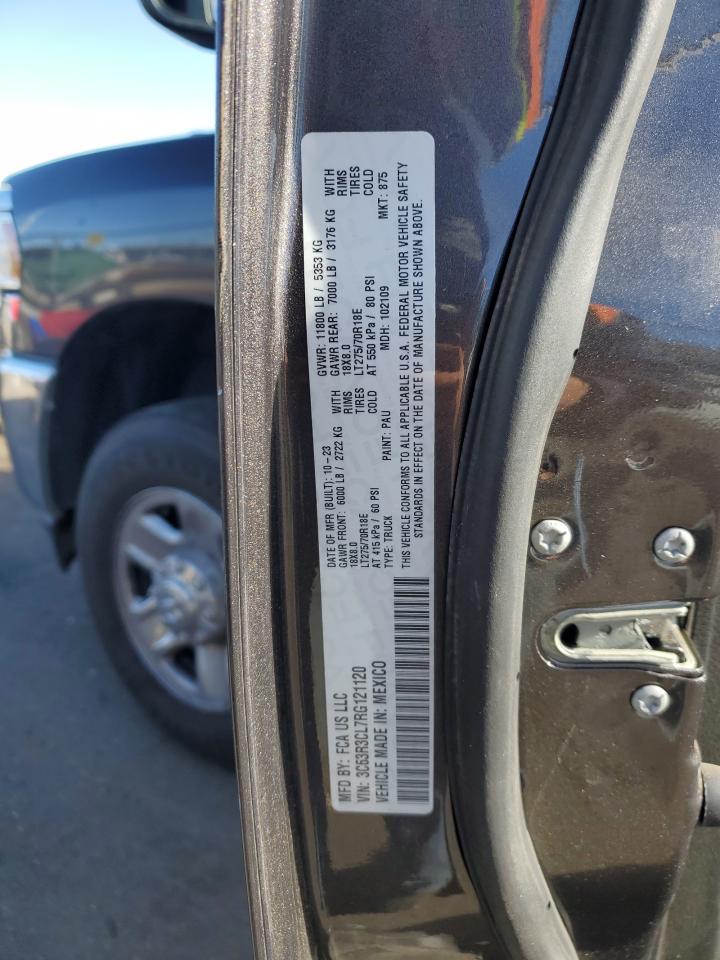 MFD BY: FCA US LLC
DATE OF MFR (BUILT): 10-23
GVWR: 11800 LB / 5353 KG
VIN: 3C63R3CL7RG121120
GAWR FRONT: 6000 LB / 2722 KG WITH
GAWR REAR: 7000 LB / 3176 KG WITH
VEHICLE MADE IN: MEXICO
18X8.0 RIMS
18X8.0 RIMS
LT275/70R18E TIRES
LT275/70R18E TIRES
AT 415 kPa / 60 PSI COLD
AT 550 kPa / 80 PSI COLD
TYPE: TRUCK PAINT: PAU MDH: 102109 MKT: 875
THIS VEHICLE CONFORMS TO ALL APPLICABLE U.S.A. FEDERAL MOTOR VEHICLE SAFETY
STANDARDS IN EFFECT ON THE DATE OF MANUFACTURE SHOWN ABOVE.